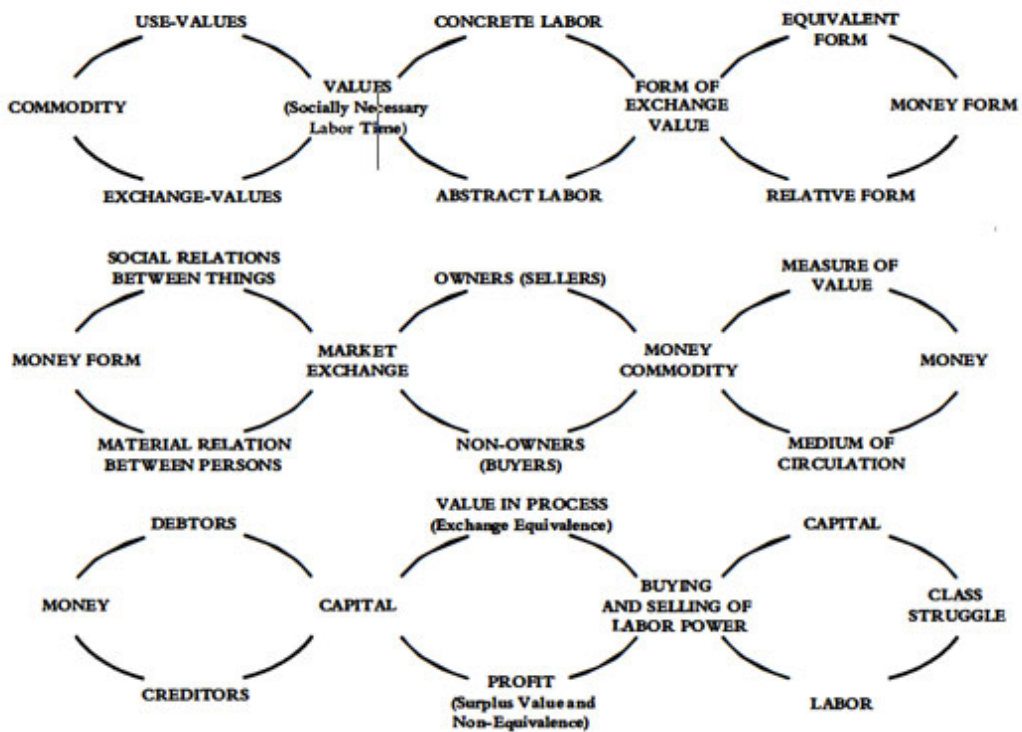 USE-VALUES
CONCRETE LABOR
EQUIVALENT
FORM
COMMODITY
VALUES
(Socially Necessary
Labor Time)
FORM OF
EXCHANGE
VALUE
MONEY FORM
EXCHANGE-VALUES
ABSTRACT LABOR
RELATIVE FORM
SOCIAL RELATIONS
BETWEEN THINGS
OWNERS (SELLERS)
MEASURE OF
VALUE
MONEY FORM
MARKET
EXCHANGE
MONEY
COMMODITY
MONEY
MATERIAL RELATION
BETWEEN PERSONS
NON-OWNERS
(BUYERS)
MEDIUM OF
CIRCULATION
DEBTORS
VALUE IN PROCESS
(Exchange Equivalence)
CAPITAL
MONEY
CAPITAL
BUYING
AND SELLING OF
LABOR POWER
CLASS
STRUGGLE
CREDITORS
PROFIT
(Surplus Value and
Non-Equivalence)
LABOR